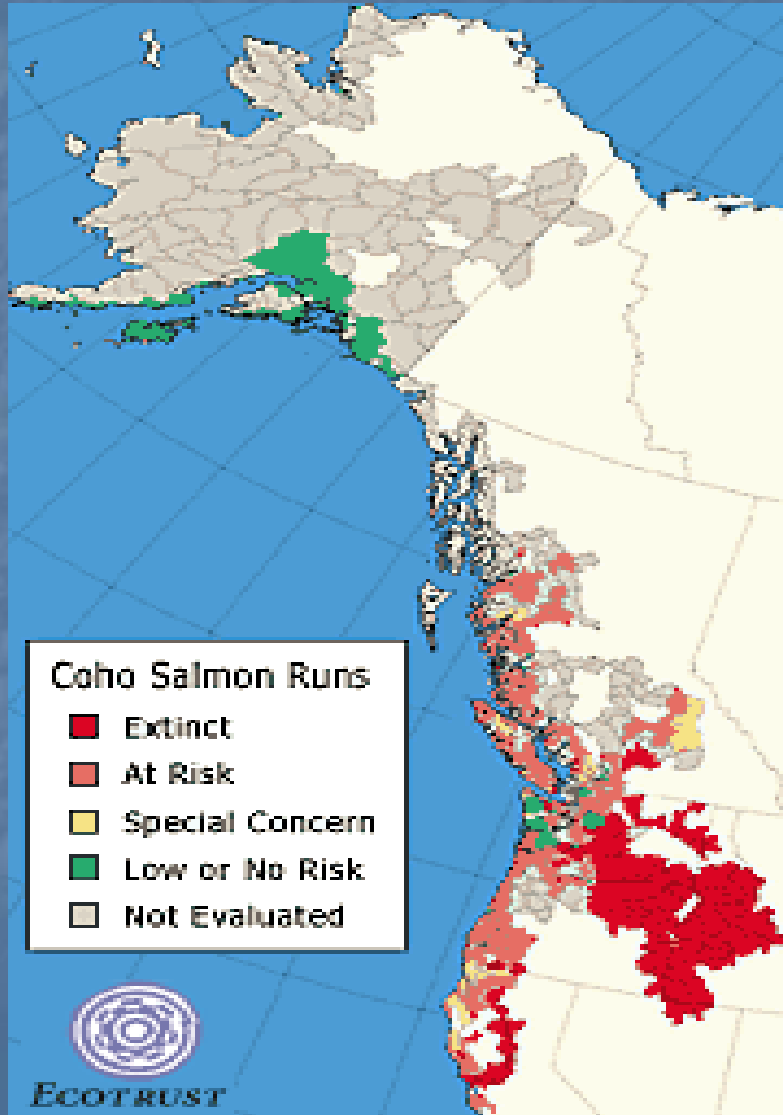 Coho Salmon Runs
Extinct
At Risk
Special Concern
Low or No Risk
Not Evaluated
ECOTRUST